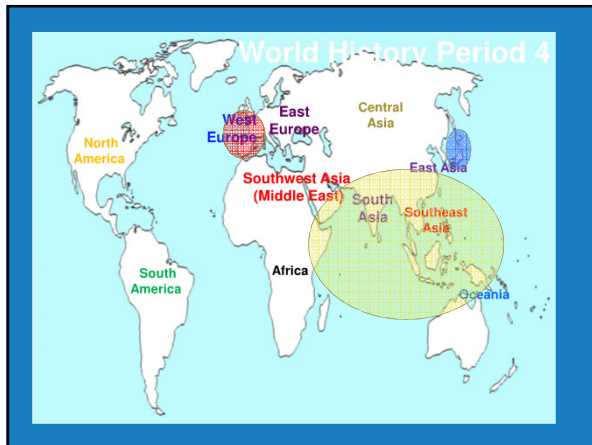 World History Period 4
West
Europe
East
Europe
Central
Asia
North
America
East Asia
Southwest Asia
(Middle East)
South
Asia
Southeast
Asia
Africa
South
America
Oceania